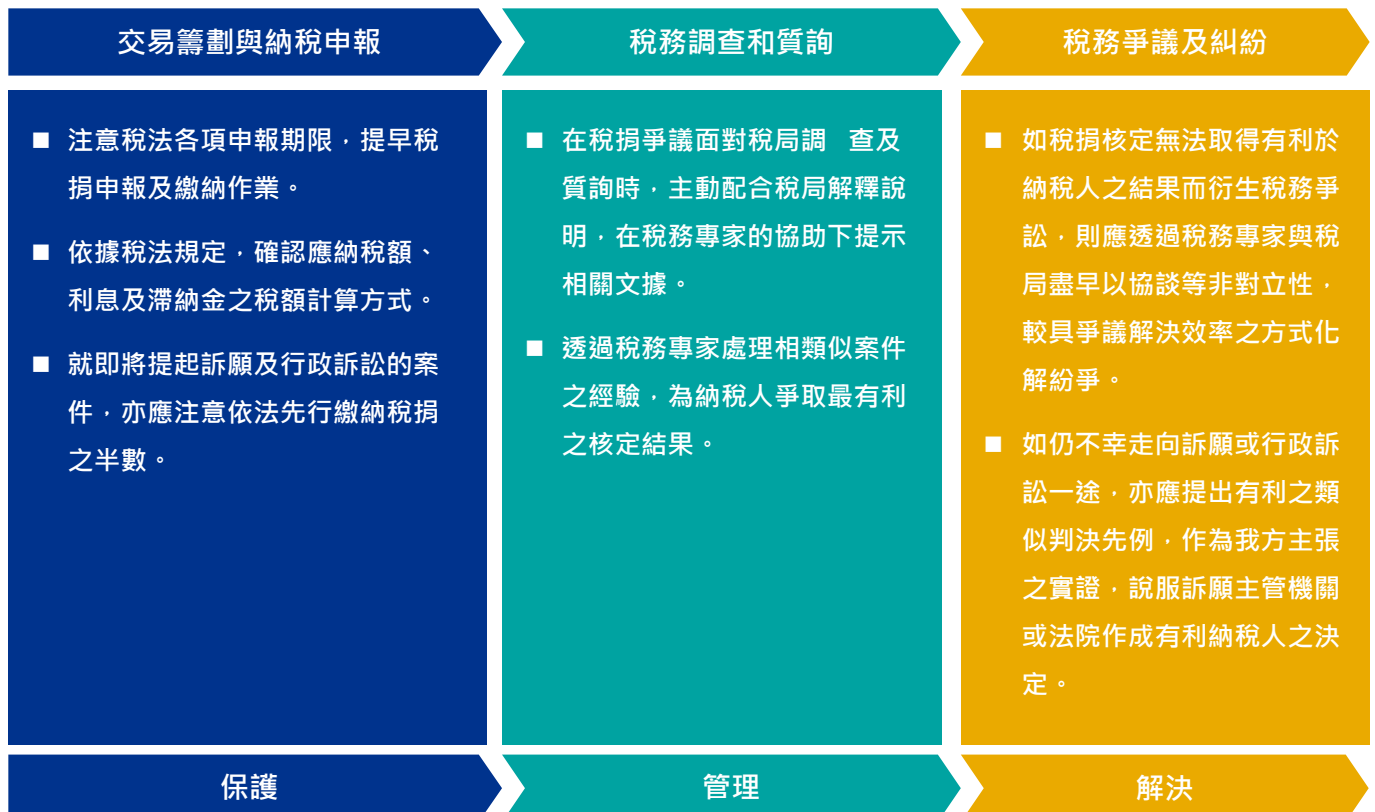 交易籌劃與納稅申報
稅務調查和質詢
稅務爭議及糾紛
■ 注意稅法各項申報期限，提早稅
捐申報及繳納作業。
■ 依據稅法規定，確認應納稅額、
利息及滯納金之稅額計算方式。
■ 就即將提起訴願及行政訴訟的案
件，亦應注意依法先行繳納稅捐
之半數。
■ 在稅捐爭議面對稅局調 查及
質詢時，主動配合稅局解釋說
明，在稅務專家的協助下提示
相關文據。
■ 透過稅務專家處理相類似案件
之經驗，為納稅人爭取最有利
之核定結果。
■ 如稅捐核定無法取得有利於
納稅人之結果而衍生稅務爭
訟，則應透過稅務專家與稅
局盡早以協談等非對立性，
較具爭議解決效率之方式化
解紛爭。
■ 如仍不幸走向訴願或行政訴
訟一途，亦應提出有利之類
似判決先例，作為我方主張
之實證，說服訴願主管機關
或法院作成有利納稅人之決
定。
保護
管理
解決